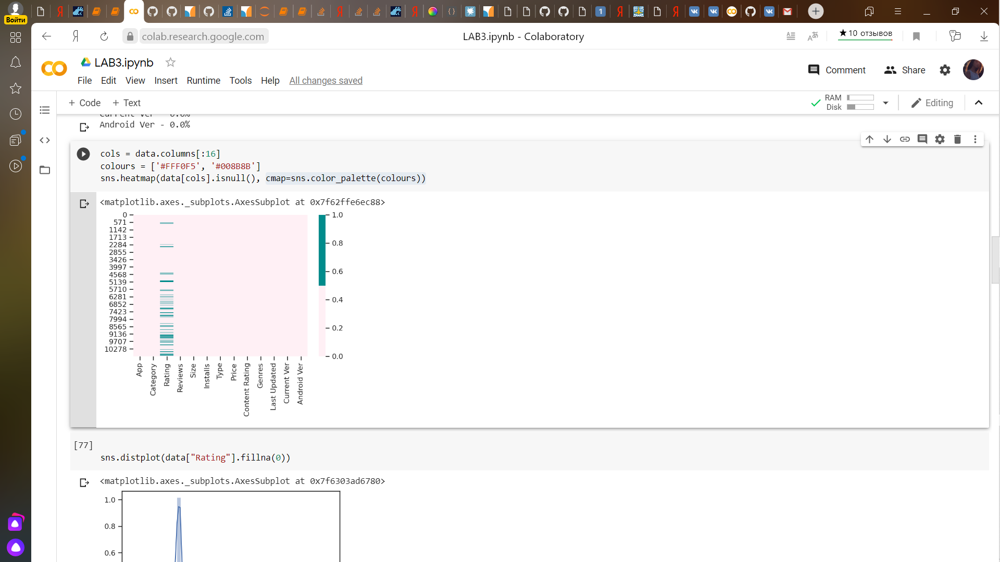 Войти
colab.research.google.com
LAB3.ipynb - Colaboratory
★10 отзывов
LAB3.ipynb
Comment
Share
File Edit View Insert Runtime Tools Help All changes saved
+ Code + Text
RAM
Disk
Editing
Current Ver - 0.0%
Android Ver - 0.0%
cols = data.columns[:16]
colours = ['#FFF0F5', '#008B8B']
sns.heatmap(data[cols].isnull(), cmap=sns.color_palette(colours))
<matplotlib.axes._subplots.AxesSubplot at 0x7f62ffe6ec88>
0
571
1142
1713
2284
2855
3426
3997
4568
5139
5710
6281
6852
7423
7994
8565
9136
9707
10278
1.0
0.8
0.6
0.4
0.2
0.0
App
Category
Rating
Reviews
Size
Installs
Type
Price
Content Rating
Genres
Last Updated
Current Ver
Android Ver
[77]
sns.distplot(data["Rating"].fillna(0))
<matplotlib.axes._subplots.AxesSubplot at 0x7f6303ad6780>
1.0
0.8
0.6